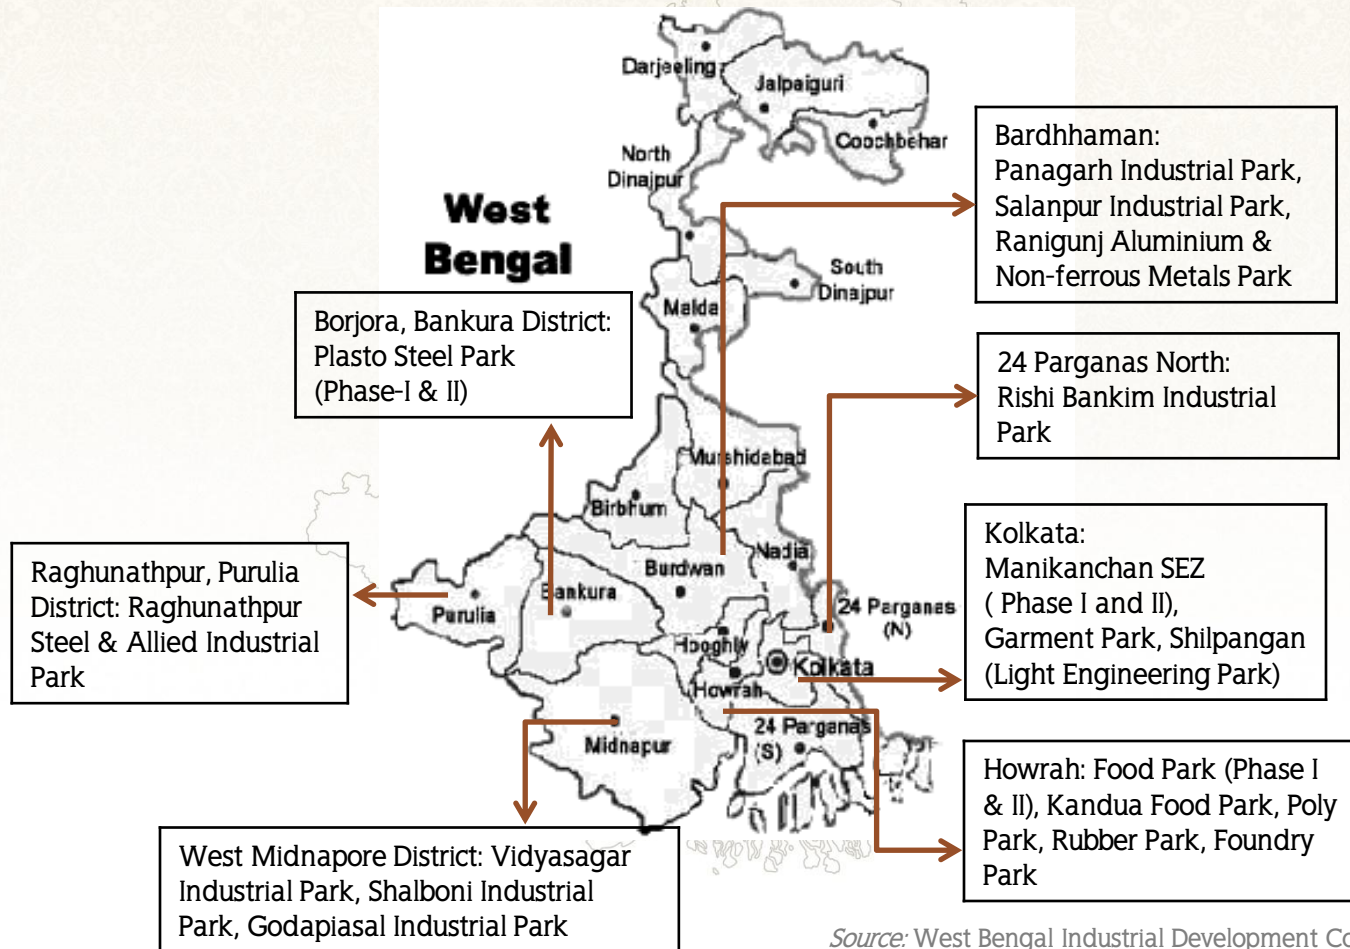 Darjeeling
Jalpaiguri
Coochbehar
North
Dinajpur
West
Bengal
South
Dinajpur
Malda
Murshidabad
Birbhum
Nadia
Burdwan
Bankura
Purulia
24 Parganas
(N)
Hooghly
Kolkata
Howrah
24 Parganas
(S)
Midnapur
Bardhhaman:
Panagarh Industrial Park,
Salanpur Industrial Park,
Ranigunj Aluminium &
Non-ferrous Metals Park
Borjora, Bankura District:
Plasto Steel Park
(Phase-I & II)
24 Parganas North:
Rishi Bankim Industrial
Park
Kolkata:
Manikanchan SEZ
( Phase I and II),
Garment Park, Shilpangan
(Light Engineering Park)
Raghunathpur, Purulia
District: Raghunathpur
Steel & Allied Industrial
Park
Howrah: Food Park (Phase I
& II), Kandua Food Park, Poly
Park, Rubber Park, Foundry
Park
West Midnapore District: Vidyasagar
Industrial Park, Shalboni Industrial
Park, Godapiasal Industrial Park
Source: West Bengal Industrial Development Co